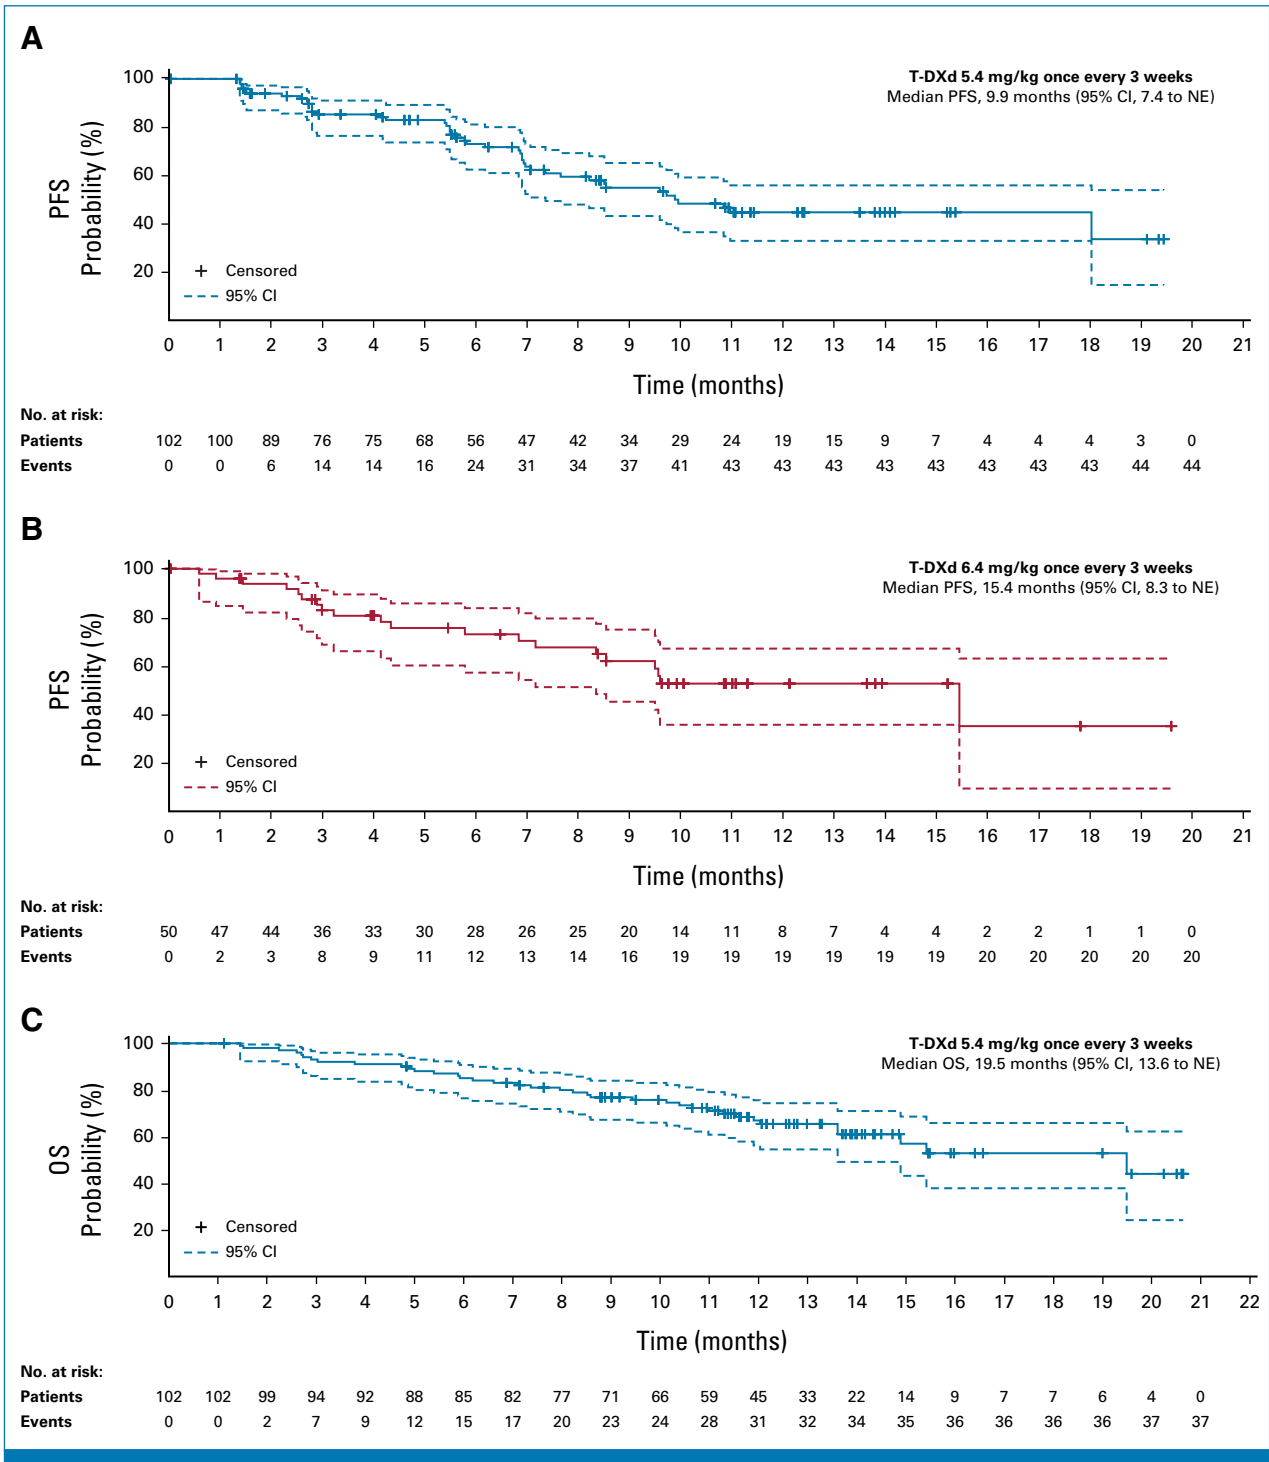 A
T-DXd 5.4 mg/kg once every 3 weeks
Median PFS, 9.9 months (95% CI, 7.4 to NE)
PFS
Probability (%)
100
80
60
40
20
Censored
95% CI
0 1 2 3 4 5 6 7 8 9 10 11 12 13 14 15 16 17 18 19 20 21
Time (months)
No. at risk:
Patients 102 100 89 76 75 68 56 47 42 34 29 24 19 15 9 7 4 4 4 3 0
Events 0 0 6 14 14 16 24 31 34 37 41 43 43 43 43 43 43 43 43 44 44
B
T-DXd 6.4 mg/kg once every 3 weeks
Median PFS, 15.4 months (95% CI, 8.3 to NE)
PFS
Probability (%)
100
80
60
40
20
Censored
95% CI
0 1 2 3 4 5 6 7 8 9 10 11 12 13 14 15 16 17 18 19 20 21
Time (months)
No. at risk:
Patients 50 47 44 36 33 30 28 26 25 20 14 11 8 7 4 4 2 2 1 1 0
Events 0 2 3 8 9 11 12 13 14 16 19 19 19 19 19 19 20 20 20 20 20
C
T-DXd 5.4 mg/kg once every 3 weeks
Median OS, 19.5 months (95% CI, 13.6 to NE)
OS
Probability (%)
100
80
60
40
20
Censored
95% CI
0 1 2 3 4 5 6 7 8 9 10 11 12 13 14 15 16 17 18 19 20 21 22
Time (months)
No. at risk:
Patients 102 102 99 94 92 88 85 82 77 71 66 59 45 33 22 14 9 7 7 6 4 0
Events 0 0 2 7 9 12 15 17 20 23 24 28 31 32 34 35 36 36 36 36 37 37